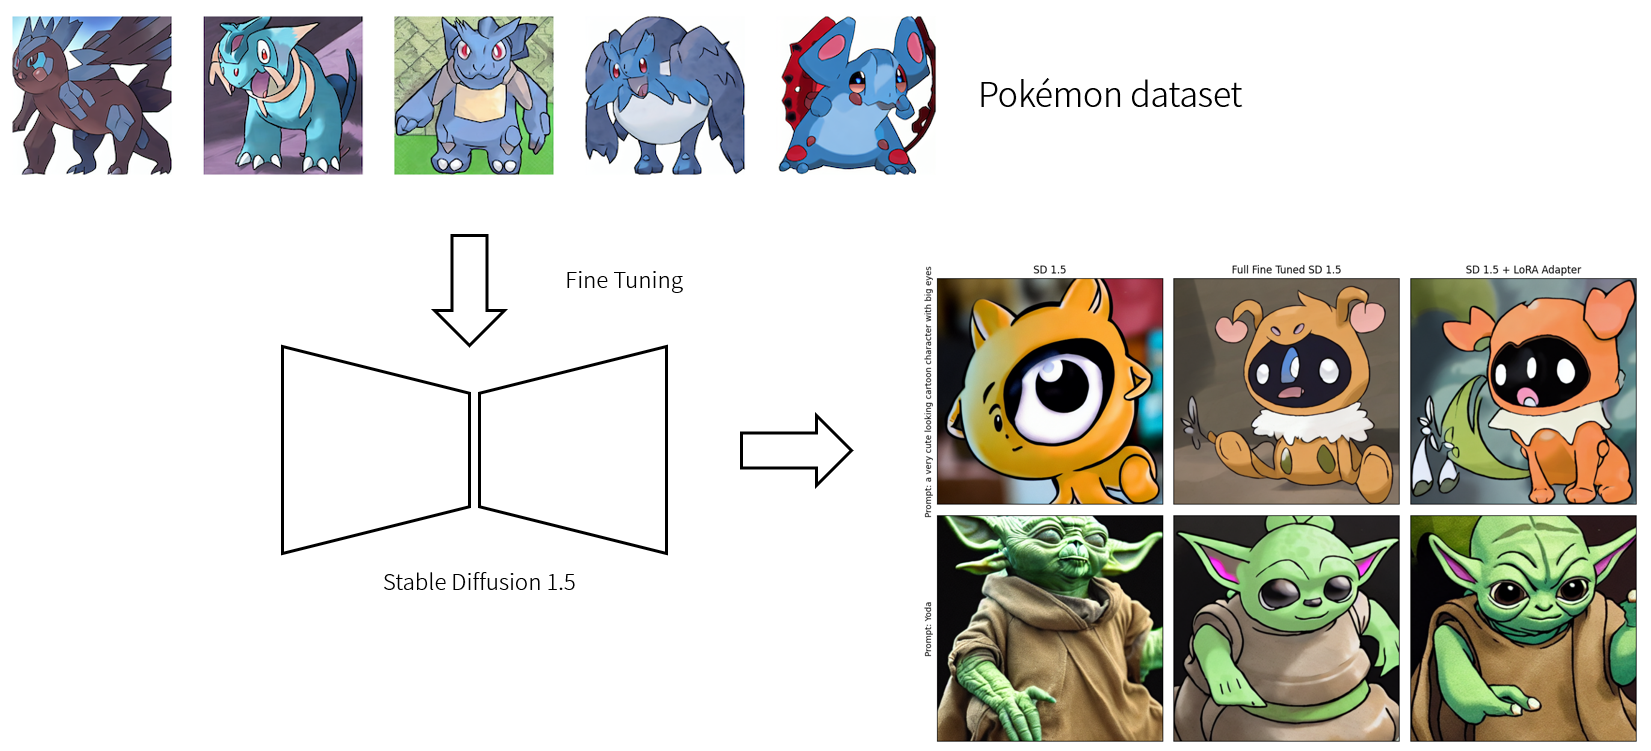 Pokémon dataset
Fine Tuning
Stable Diffusion 1.5
SD 1.5
Full Fine Tuned SD 1.5
SD 1.5 + LoRA Adapter
Prompt: a very cute looking cartoon character with big eyes
Prompt: Yoda